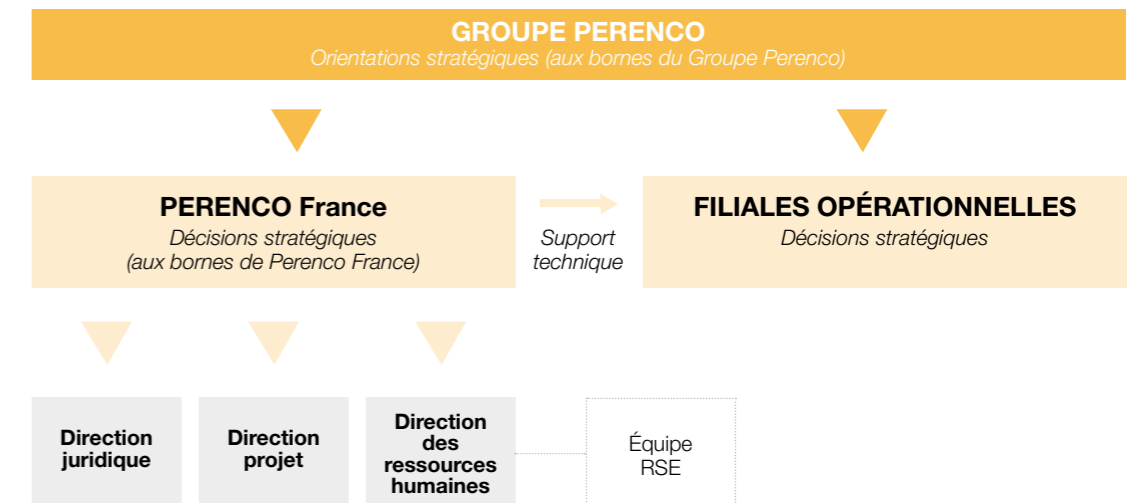 GROUPE PERENCO
Orientations stratégiques (aux bornes du Groupe Perenco)
PERENCO France
Décisions stratégiques
(aux bornes de Perenco France)
Support
technique
FILIALES OPÉRATIONNELLES
Décisions stratégiques
Direction
juridique
Direction
projet
Direction
des
ressources
humaines
Équipe
RSE